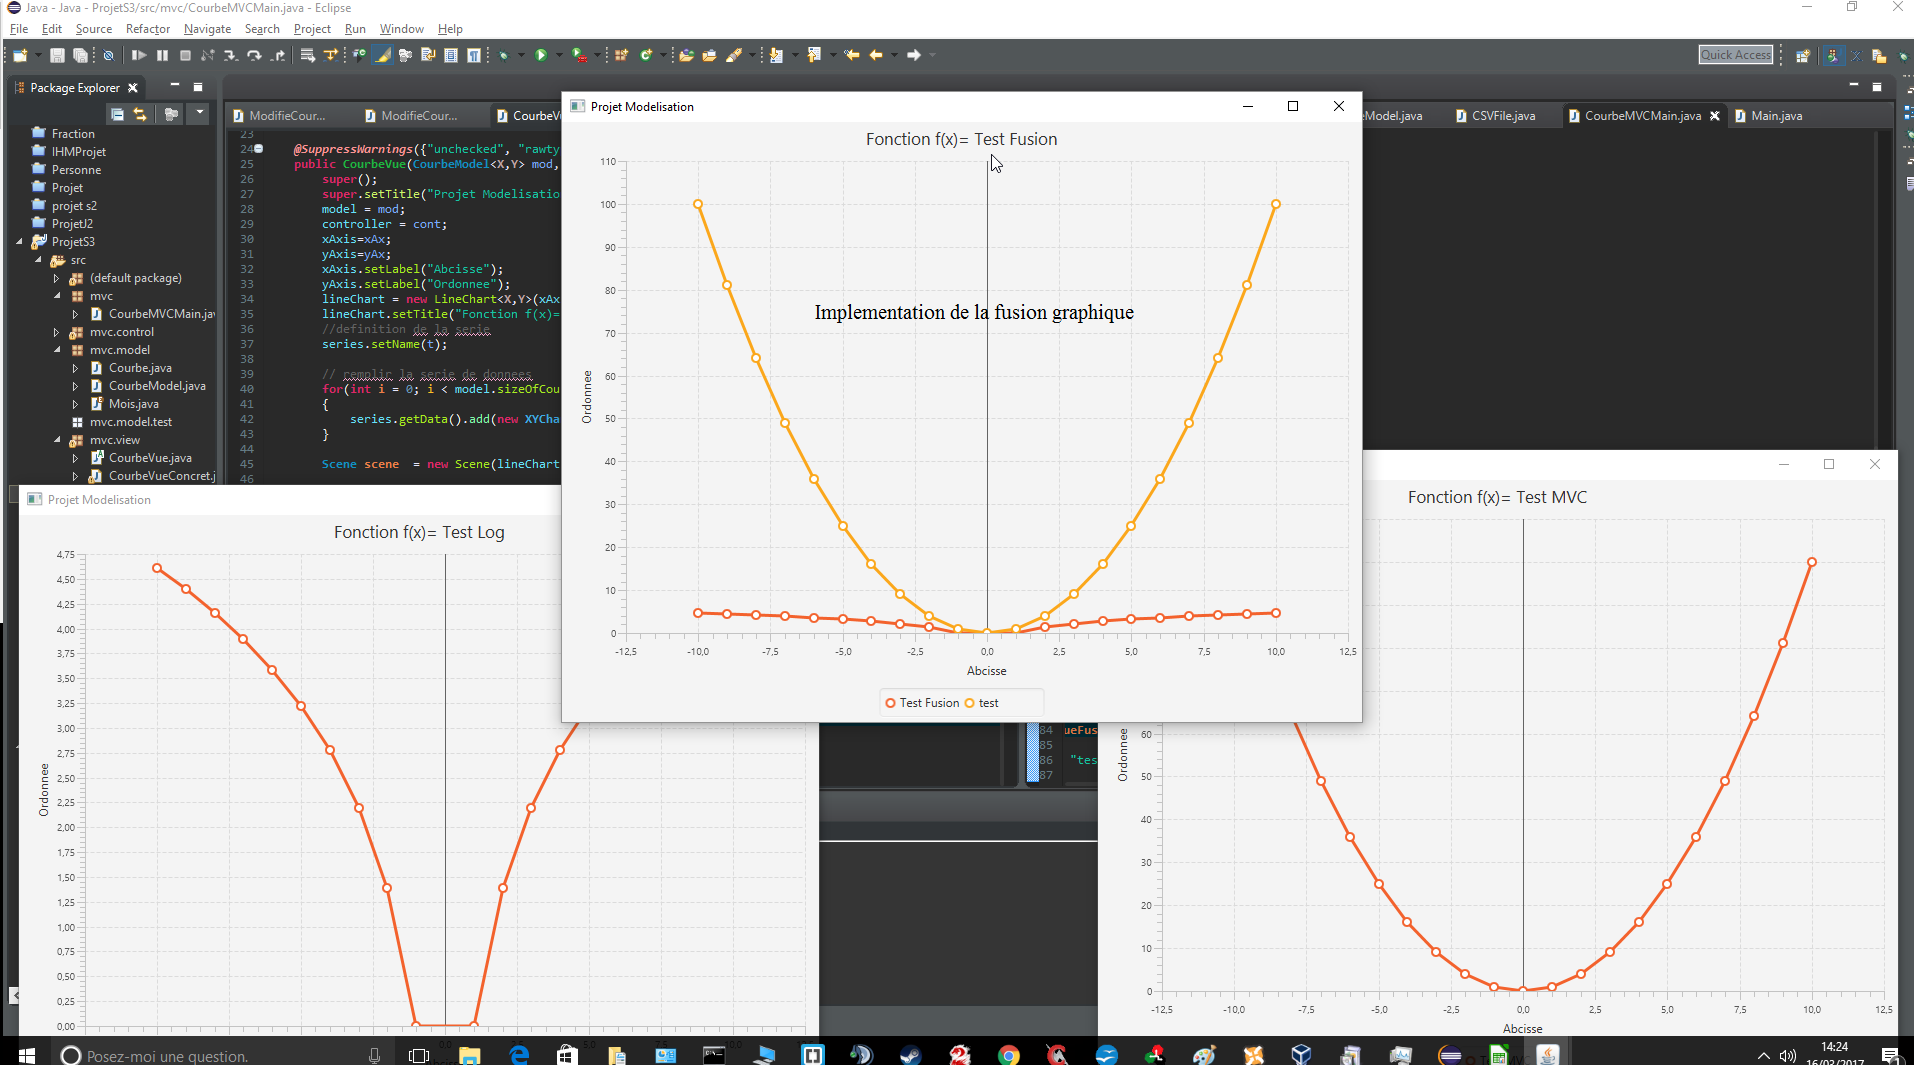 Java - Java - ProjetS3/src/mvc/CourbeMVCMain.java - Eclipse
File Edit Source Refactor Navigate Search Project Run Window Help
Quick Access
Package Explorer
ModifieCour...
ModifieCour...
CSVFile.java
CourbeMVCMain.java
Main.java
Fraction
IHMProjet
Personne
Projet
projet s2
ProjetJ2
ProjetS3
src
(default package)
mvc
mvc.control
mvc.model
Courbe.java
CourbeModel.java
Mois.java
mvc.model.test
mvc.view
CourbeVue.java
23
24 @SuppressWarnings({"unchecked", "rawty
25 public CourbeVue(CourbeModel<X,Y> mod,
26 super();
27 super.setTitle("Projet Modelisatio
28 model = mod;
29 controller = cont;
30 xAxis=xAx;
31 yAxis=yAx;
32 xAxis.setLabel("Abcisse");
33 yAxis.setLabel("Ordonnee");
34 lineChart = new LineChart<X,Y>(xAx
35 lineChart.setTitle("Fonction f(x)=
36 //definition de la serie
37 series.setName(t);
38
39 // remplir la serie de donnees
40 for(int i = 0; i < model.sizeOfCou
41 {
42 series.getData().add(new XYCha
43 }
44
45 Scene scene = new Scene(lineChart
46
Projet Modelisation
Fonction f(x)= Test Fusion
Implementation de la fusion graphique
110
100
90
80
70
60
50
40
30
20
10
0
Ordonnee
-12,5 -10,0 -7,5 -5,0 -2,5 0,0 2,5 5,0 7,5 10,0 12,5
Abcisse
Test Fusion test
Projet Modelisation
Fonction f(x)= Test Log
4,75
4,50
4,25
4,00
3,75
3,50
3,25
3,00
2,75
2,50
2,25
2,00
1,75
1,50
1,25
1,00
0,75
0,50
0,25
0,00
Ordonnee
84
85
86 "tes
87
Fonction f(x)= Test MVC
60
50
40
30
20
10
0
Ordonnee
-12,5 -10,0 -7,5 -5,0 -2,5 0,0 2,5 5,0 7,5 10,0 12,5
Abcisse
Posez-moi une question.
14:24
16/03/2017